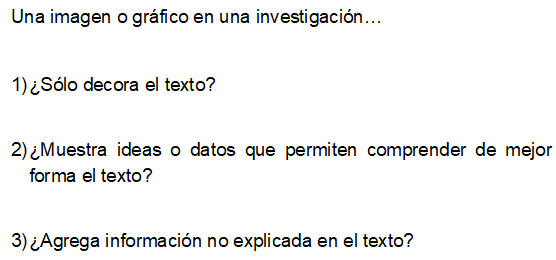 Una imagen o gráfico en una investigación…
1) ¿Sólo decora el texto?
2) ¿Muestra ideas o datos que permiten comprender de mejor
forma el texto?
3) ¿Agrega información no explicada en el texto?